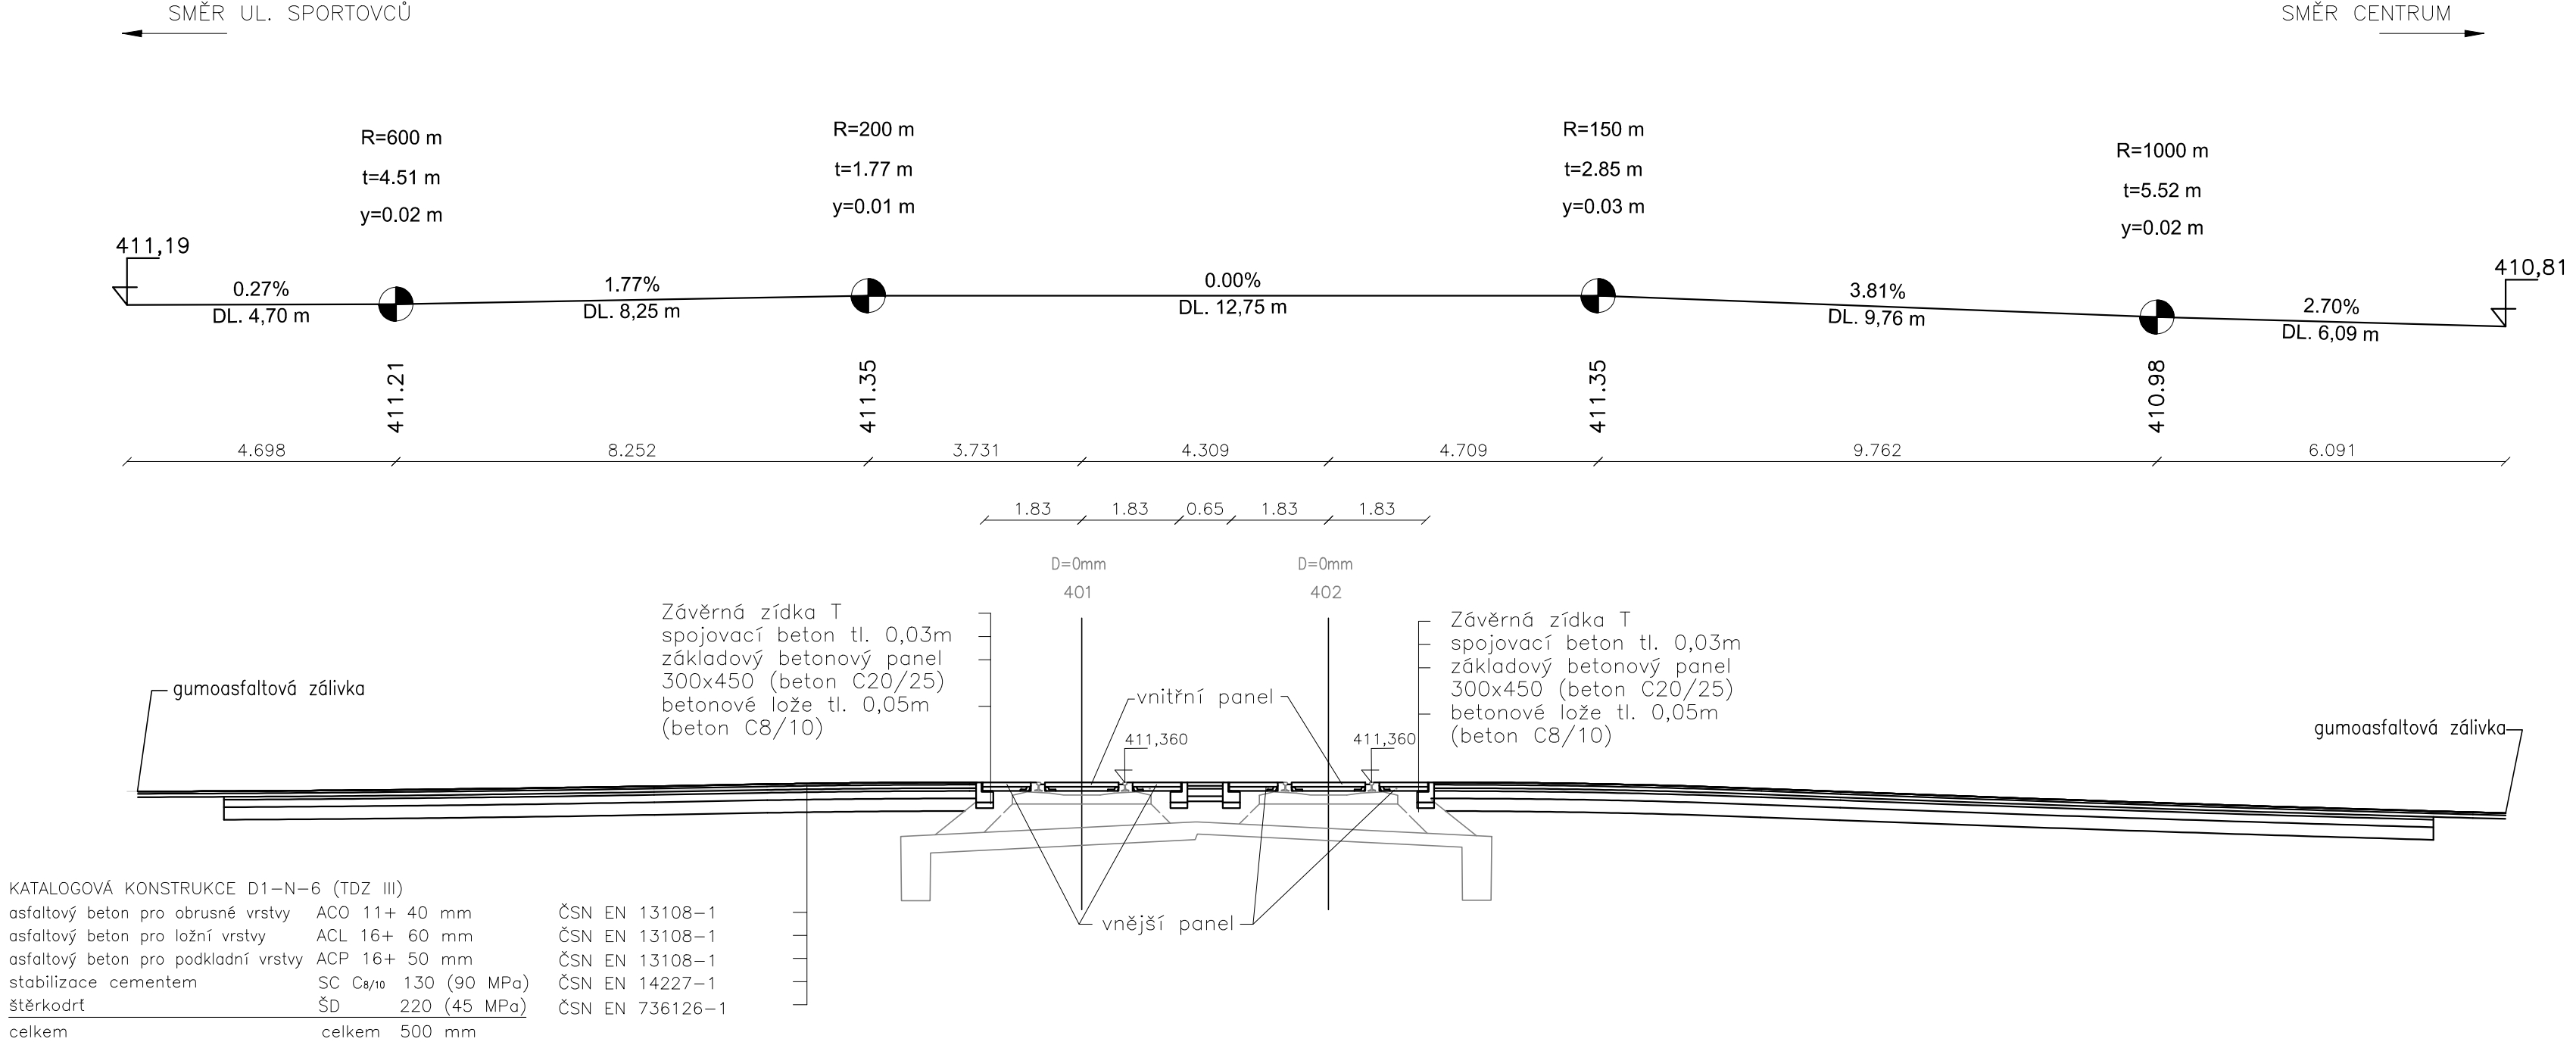 SMĚR UL. SPORTOVCŮ
SMĚR CENTRUM
R=600 m
t=4.51 m
y=0.02 m
R=200 m
t=1.77 m
y=0.01 m
R=150 m
t=2.85 m
y=0.03 m
R=1000 m
t=5.52 m
y=0.02 m
411,19
410,81
0.27%
DL. 4,70 m
1.77%
DL. 8,25 m
0.00%
DL. 12,75 m
3.81%
DL. 9,76 m
2.70%
DL. 6,09 m
411.21
411.35
411.35
410.98
4.698
8.252
3.731
4.309
4.709
9.762
6.091
1.83
1.83
0.65
1.83
1.83
D=0mm
401
D=0mm
402
Závěrná zídka T
spojovací beton tl. 0,03m
základový betonový panel
300x450 (beton C20/25)
betonové lože tl. 0,05m
(beton C8/10)
Závěrná zídka T
spojovací beton tl. 0,03m
základový betonový panel
300x450 (beton C20/25)
betonové lože tl. 0,05m
(beton C8/10)
gumoasfaltová zálivka
vnitřní panel
gumoasfaltová zálivka
411,360
411,360
vnější panel
KATALOGOVÁ KONSTRUKCE D1-N-6 (TDZ III)
asfaltový beton pro obrusné vrstvy ACO 11+ 40 mm ČSN EN 13108-1
asfaltový beton pro ložní vrstvy ACL 16+ 60 mm ČSN EN 13108-1
asfaltový beton pro podkladní vrstvy ACP 16+ 50 mm ČSN EN 13108-1
stabilizace cementem SC C8/10 130 (90 MPa) ČSN EN 14227-1
štěrkodrť ŠD 220 (45 MPa) ČSN EN 736126-1
celkem celkem 500 mm